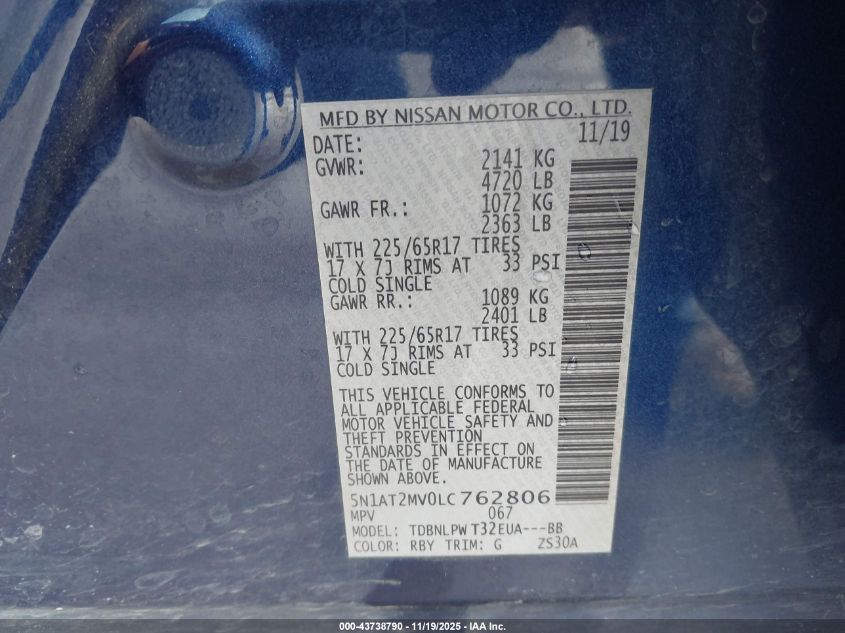 MFD BY NISSAN MOTOR CO., LTD.
DATE: 11/19
GVWR: 2141 KG
4720 LB
GAWR FR.: 1072 KG
2363 LB
WITH 225/65R17 TIRES
17 X 7J RIMS AT 33 PSI
COLD SINGLE
GAWR RR.: 1089 KG
2401 LB
WITH 225/65R17 TIRES
17 X 7J RIMS AT 33 PSI
COLD SINGLE
THIS VEHICLE CONFORMS TO
ALL APPLICABLE FEDERAL
MOTOR VEHICLE SAFETY AND
THEFT PREVENTION
STANDARDS IN EFFECT ON
THE DATE OF MANUFACTURE
SHOWN ABOVE.
5N1AT2MV0LC762806
MPV 067
MODEL: TDBNLPW T32EUA---BB
COLOR: RBY TRIM: G ZS30A
000-43738790 - 11/19/2025 - IAA Inc.